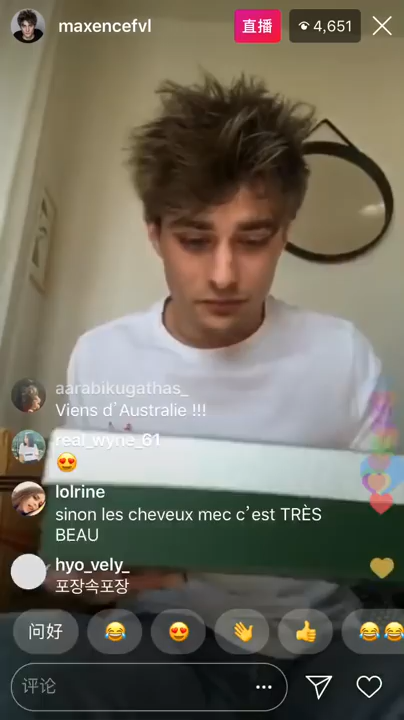 maxencefvl
直播
4,651
aarabikugathas_
Viens d'Australie !!!
real_wyne_61
lolrine
sinon les cheveux mec c'est TRÈS
BEAU
hyo_vely_
포장속포장
问好
评论